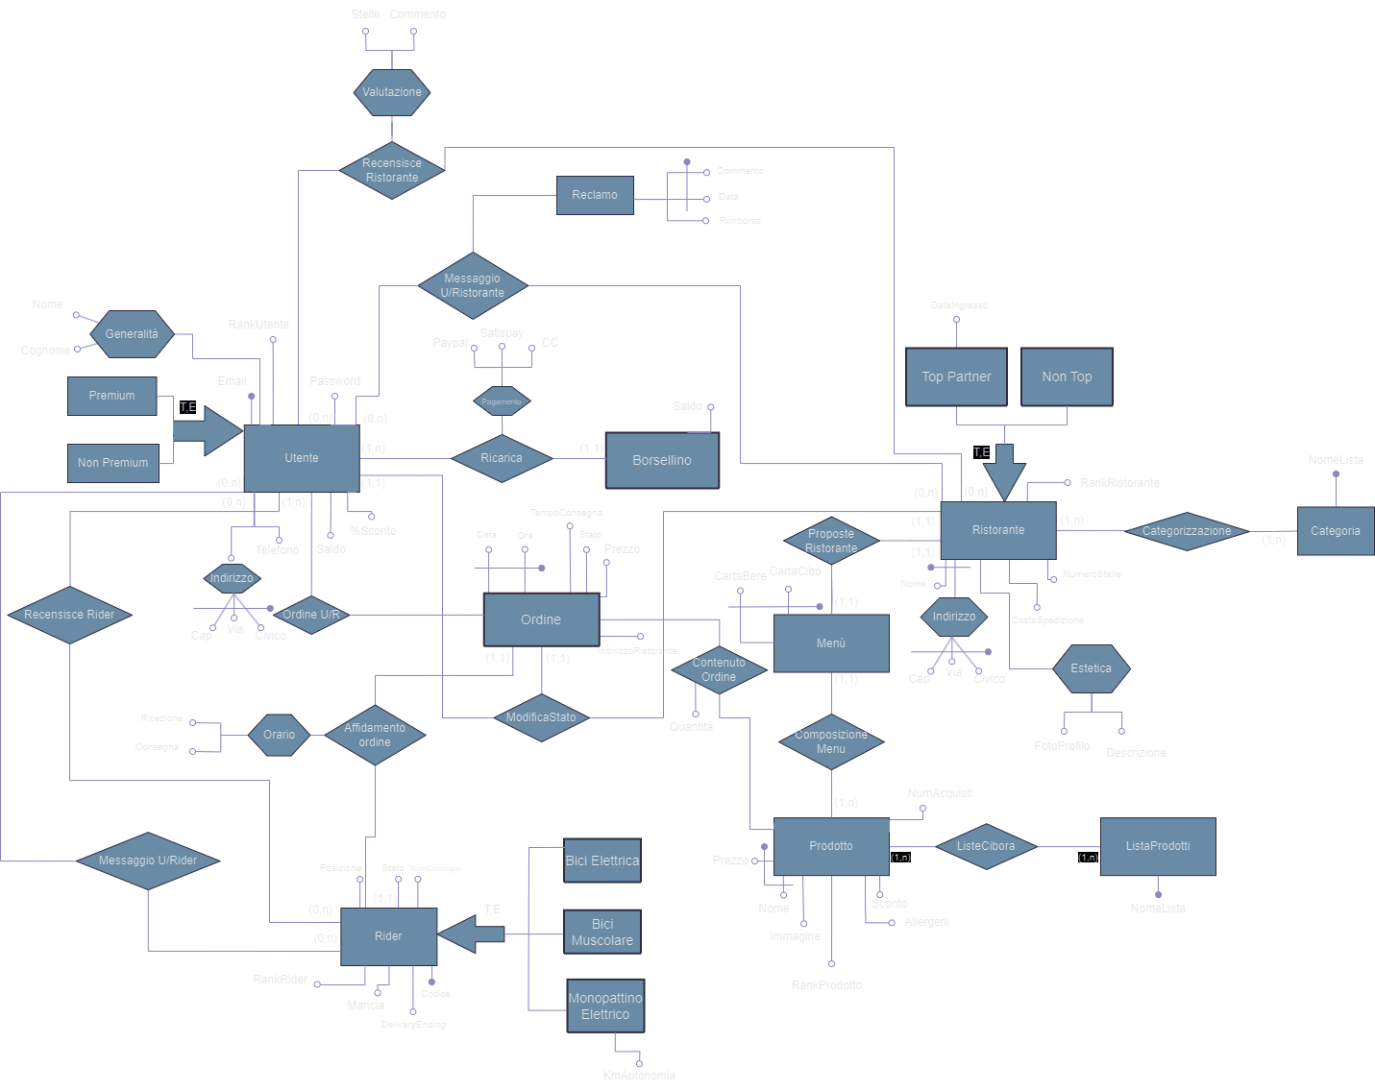 Stelle Commento
Valutazione
Recensisce
Ristorante
Reclamo
Commento
Data
Rimborso
Messaggio
U/Ristorante
Nome
Generalità
Cognome
RankUtente
Email
Password
Premium
T,E
Non Premium
Utente
(0,n)
(0,n)
(1,n)
(1,1)
(0,n)
(0,n)
(1,n)
Paypal
Satispay
CC
Pagamento
Ricarica
(1,1)
Saldo
Borsellino
DataIngresso
Top Partner
Non Top
T,E
RankRistorante
(0,n)
(0,n)
(1,1)
(1,1)
Ristorante
(1,n)
Categorizzazione
(1,n)
NomeLista
Categoria
Telefono
Saldo
%Sconto
Indirizzo
Cap
Via
Civico
Recensisce Rider
Ordine U/R
TempoConsegna
Data
Ora
Stato
Prezzo
Ordine
IndirizzoRistorante
(1,1)
(1,1)
Proposte
Ristorante
CartaBere
CartaCibo
(1,1)
Menù
(1,1)
Nome
Indirizzo
Cap
Via
Civico
NumeroStelle
CostoSpedizione
Estetica
FotoProfilo
Descrizione
Contenuto
Ordine
Quantità
ModificaStato
Affidamento
ordine
Orario
Ricezione
Consegna
Composizione
Menu
(1,n)
NumAcquisti
Prodotto
(1,n)
ListeCibora
(1,n)
ListaProdotti
NomeLista
Prezzo
Nome
Immagine
RankProdotto
Sconto
Allergeni
Messaggio U/Rider
Posizione
Stato
NumConsegne
(1,1)
(0,n)
(0,n)
Rider
T,E
Bici Elettrica
Bici
Muscolare
Monopattino
Elettrico
KmAutonomia
RankRider
Mancia
Codice
DeliveryEnding